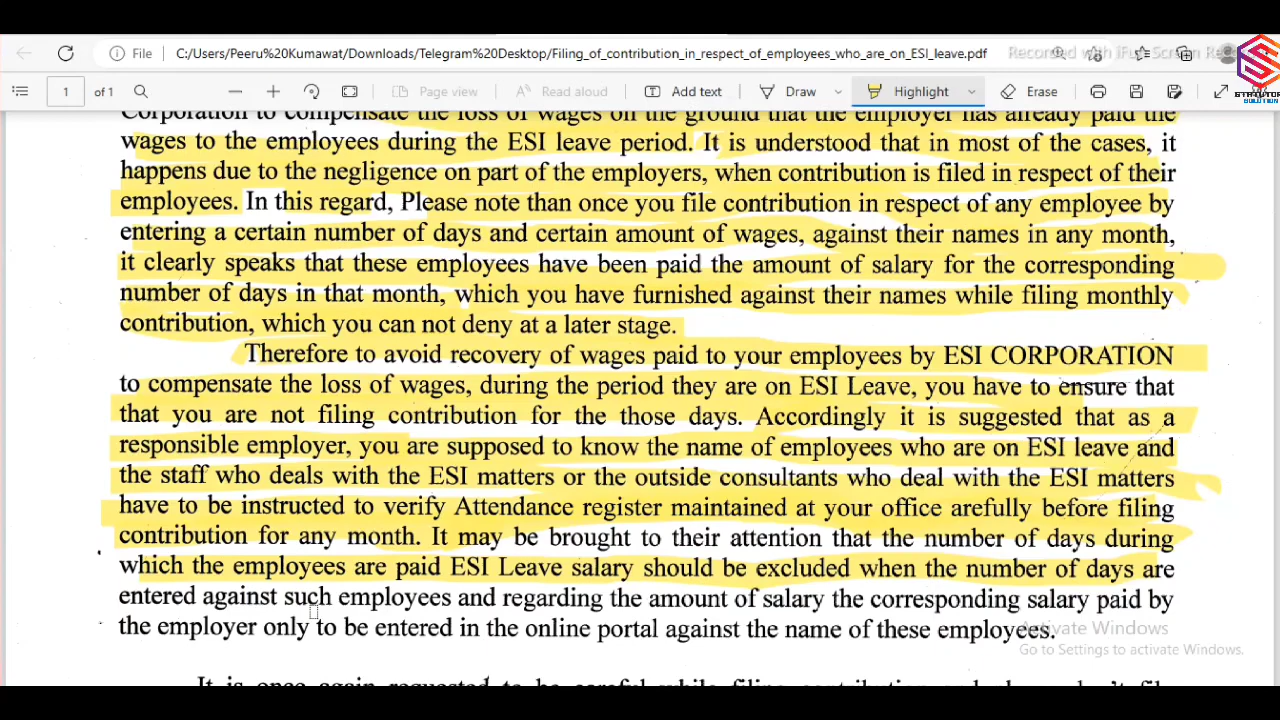 File C:/Users/Peeru%20Kumawat/Downloads/Telegram%20Desktop/Filing_of_contribution_in_respect_of_employees_who_are_on_ESI_leave.pdf
1 of 1 Page view Read aloud Add text Draw Highlight Erase
SOLUTION
Corporation to compensate the loss of wages on the ground that the employer has already paid the
wages to the employees during the ESI leave period. It is understood that in most of the cases, it
happens due to the negligence on part of the employers, when contribution is filed in respect of their
employees. In this regard, Please note than once you file contribution in respect of any employee by
entering a certain number of days and certain amount of wages, against their names in any month,
it clearly speaks that these employees have been paid the amount of salary for the corresponding
number of days in that month, which you have furnished against their names while filing monthly
contribution, which you can not deny at a later stage.
Therefore to avoid recovery of wages paid to your employees by ESI CORPORATION
to compensate the loss of wages, during the period they are on ESI Leave, you have to ensure that
that you are not filing contribution for the those days. Accordingly it is suggested that as a
responsible employer, you are supposed to know the name of employees who are on ESI leave and
the staff who deals with the ESI matters or the outside consultants who deal with the ESI matters
have to be instructed to verify Attendance register maintained at your office arefully before filing
contribution for any month. It may be brought to their attention that the number of days during
which the employees are paid ESI Leave salary should be excluded when the number of days are
entered against such employees and regarding the amount of salary the corresponding salary paid by
the employer only to be entered in the online portal against the name of these employees.
Activate Windows
Go to Settings to activate Windows.
It is once again requested to be careful while filing